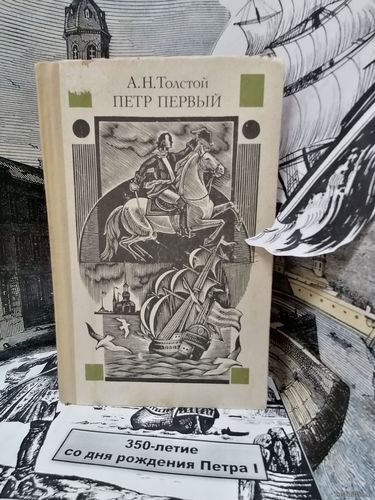 А.Н.Толстой
ПЕТР ПЕРВЫЙ
350-летие
со дня рождения Петра I